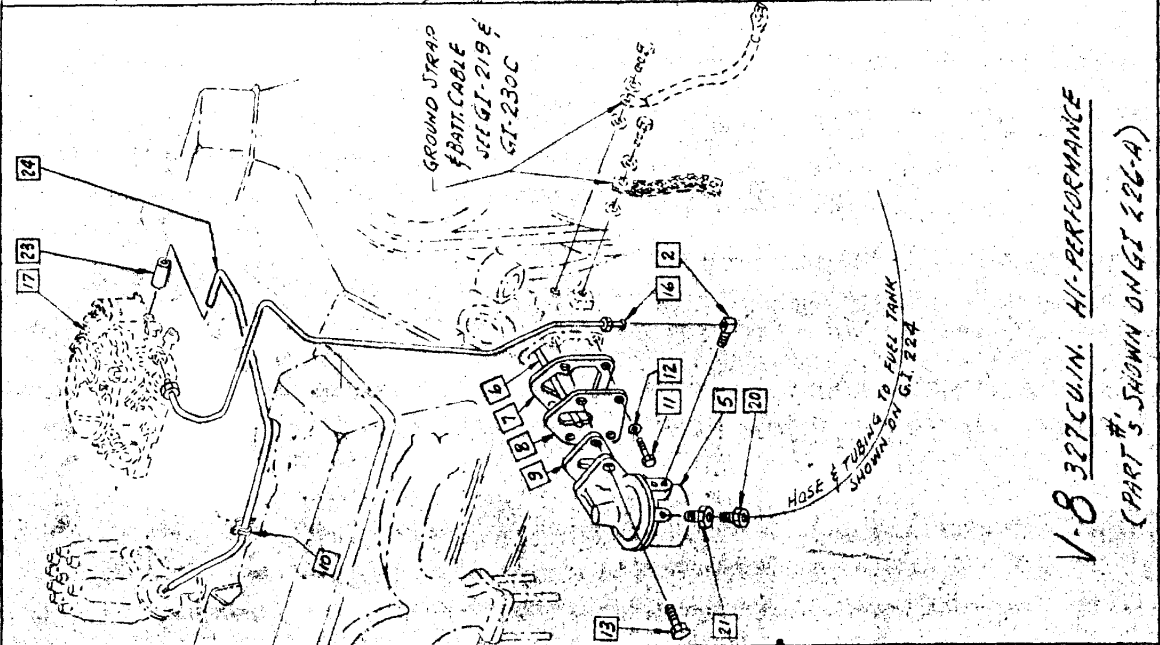 24
23
17
GROUND STRAP
& BATT. CABLE
SEE GI-219 &
GI-230C
2
16
6
7
8
9
12
11
5
20
10
13
21
HOSE & TUBING TO FUEL TANK
SHOWN ON G.I. 224
V-8 327CU.IN. HI-PERFORMANCE
(PART #'S SHOWN ON GI 226-A)